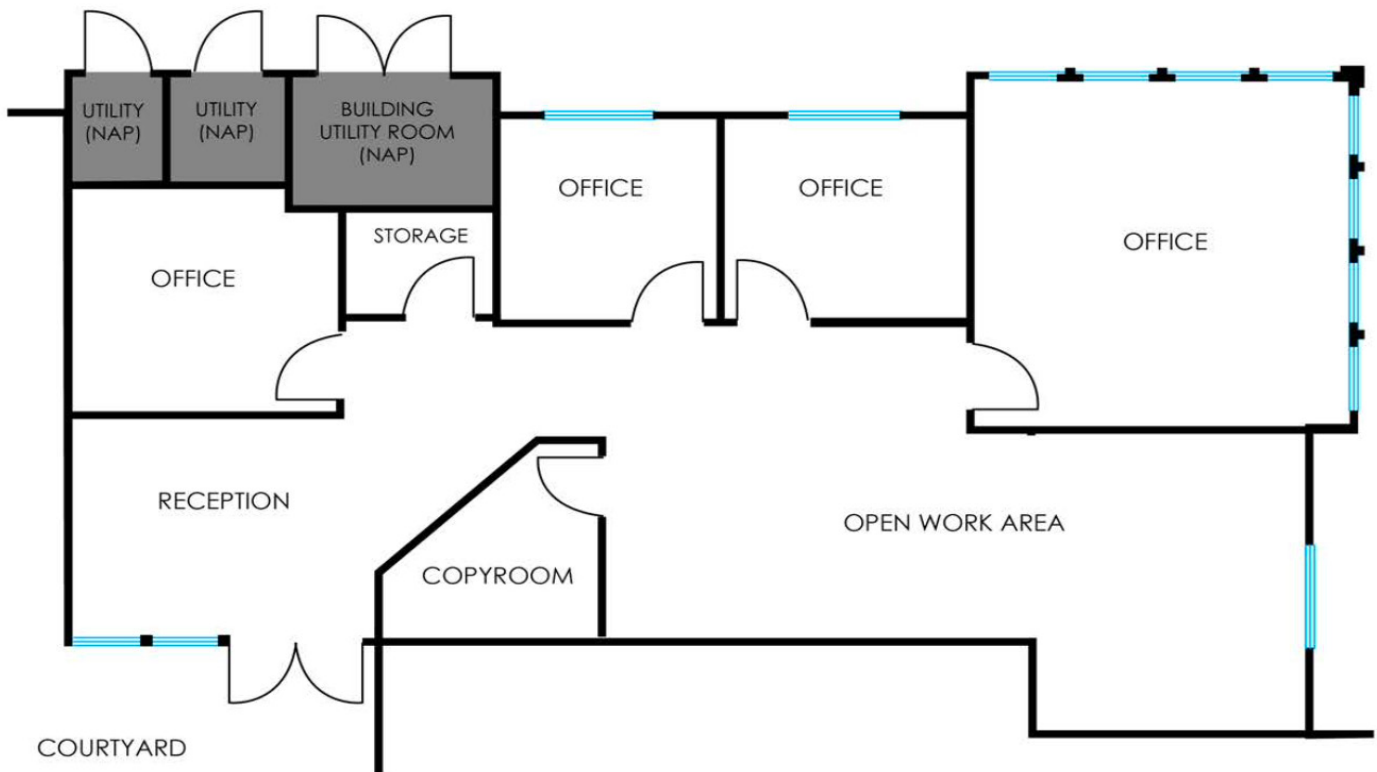 UTILITY
(NAP)
UTILITY
(NAP)
BUILDING
UTILITY ROOM
(NAP)
OFFICE
OFFICE
STORAGE
OFFICE
OFFICE
RECEPTION
OPEN WORK AREA
COPYROOM
COURTYARD